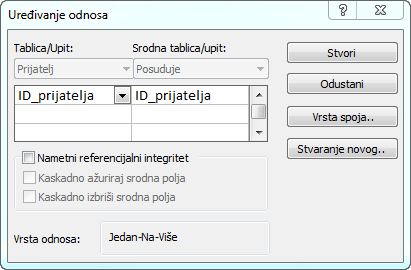 Uređivanje odnosa
Tablica/Upit: Srodna tablica/upit:
Prijatelj Posuduje
ID_prijatelja ID_prijatelja
Nametni referencijalni integritet
Kaskadno ažuriraj srodna polja
Kaskadno izbriši srodna polja
Vrsta odnosa: Jedan-Na-Više
Stvori
Odustani
Vrsta spoja..
Stvaranje novog..